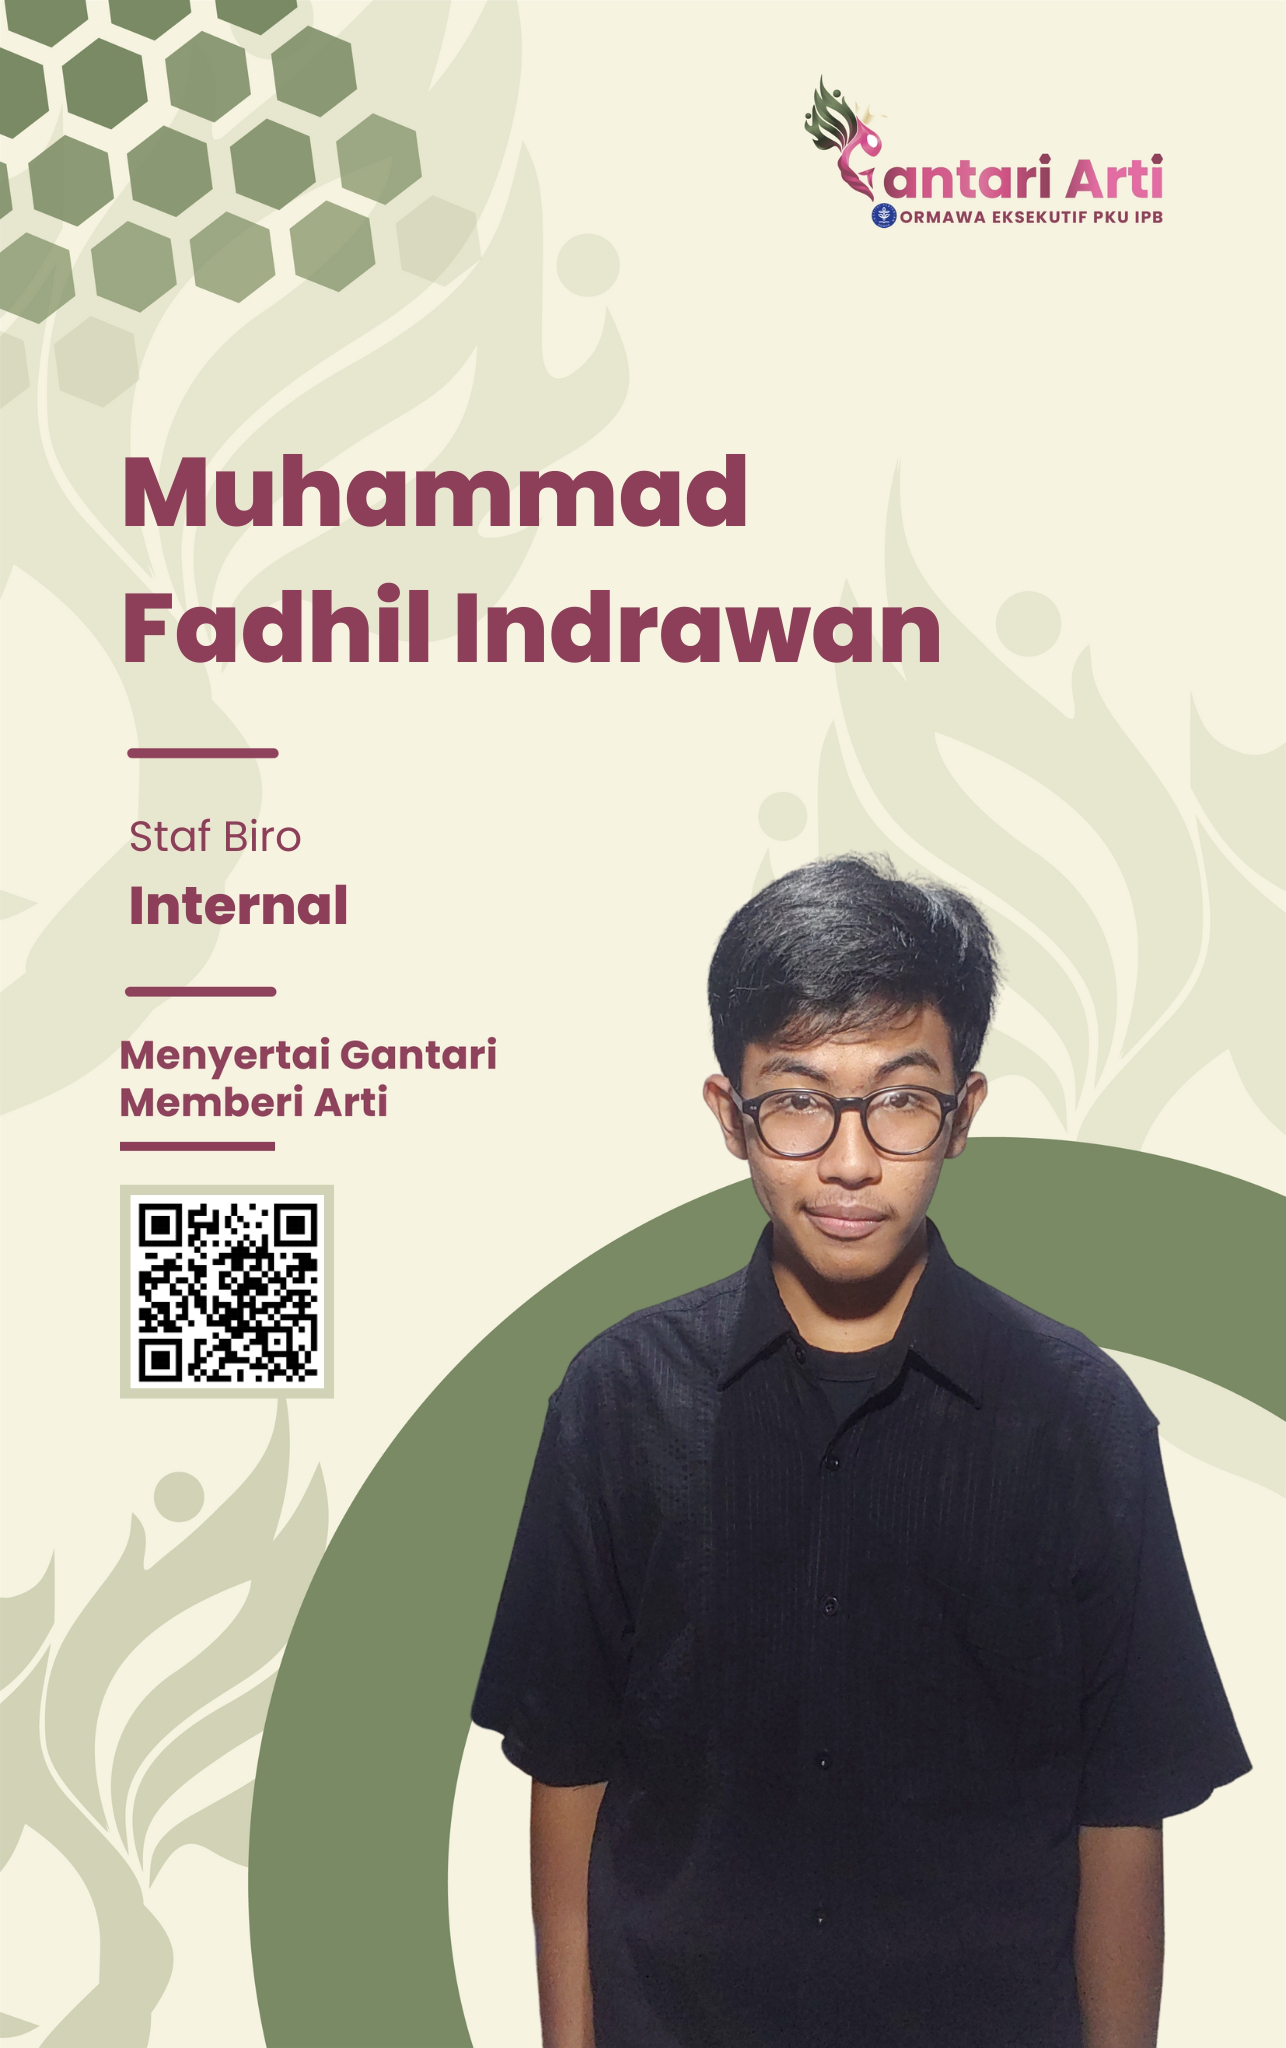 Gantari Arti
ORMAWA EKSEKUTIF PKU IPB
Muhammad
Fadhil Indrawan
Staf Biro
Internal
Menyertai Gantari
Memberi Arti